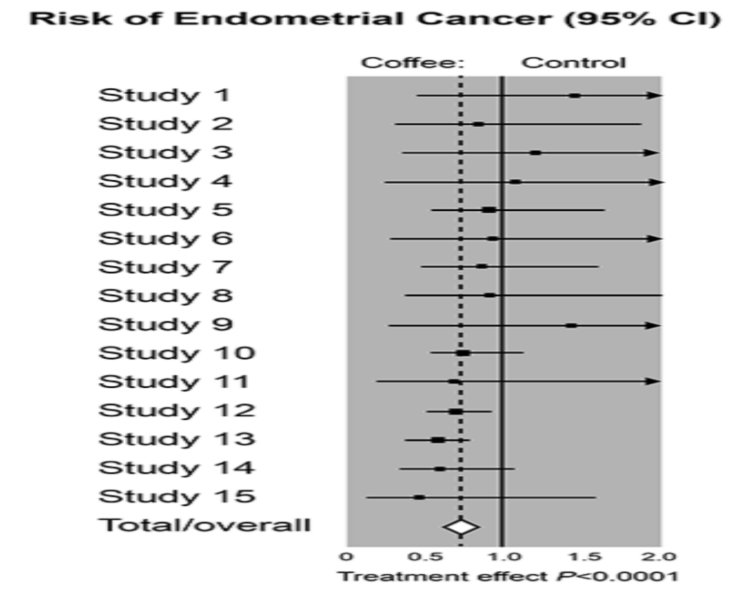 Risk of Endometrial Cancer (95% CI)
Coffee: Control
Study 1
Study 2
Study 3
Study 4
Study 5
Study 6
Study 7
Study 8
Study 9
Study 10
Study 11
Study 12
Study 13
Study 14
Study 15
Total/overall
0 0.5 1.0 1.5 2.0
Treatment effect P<0.0001